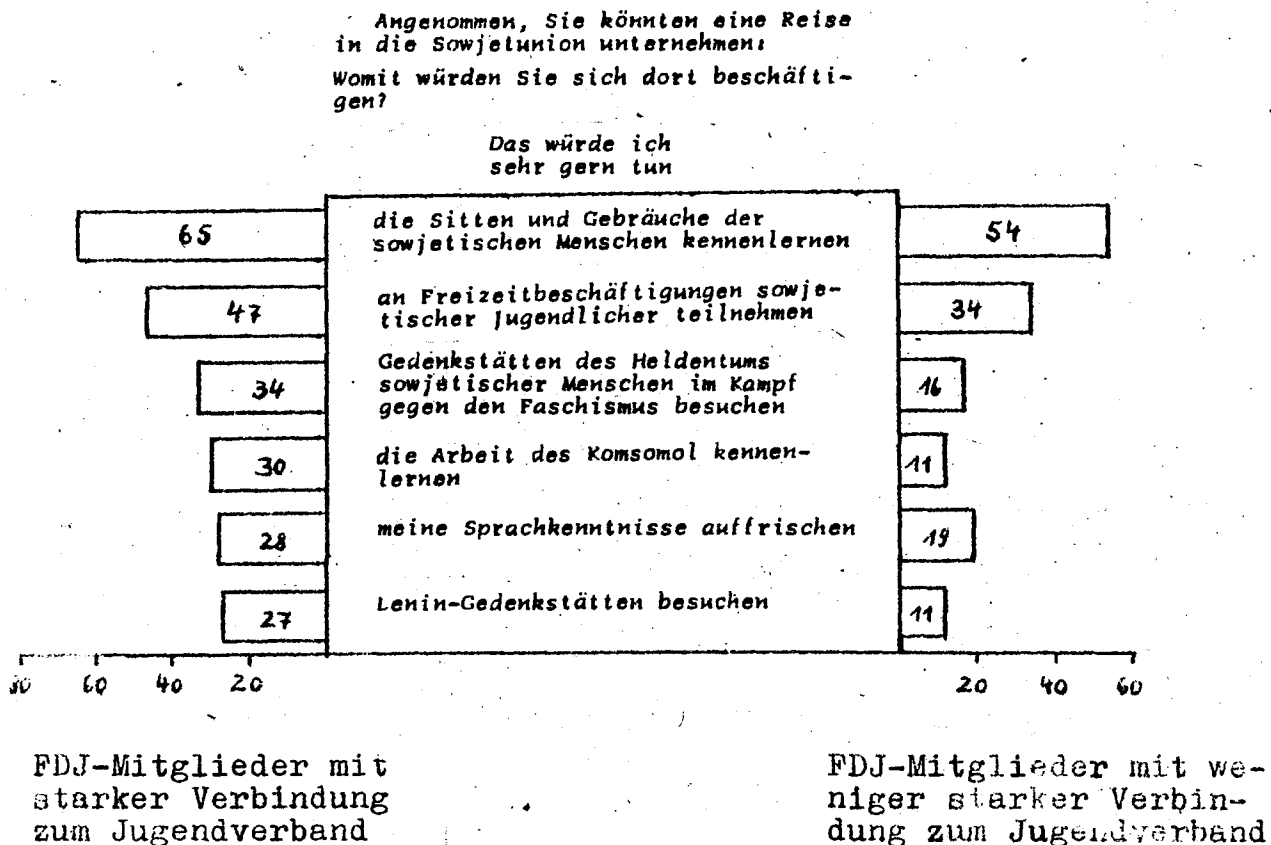 Angenommen, Sie könnten eine Reise
in die Sowjetunion unternehmen:
Womit würden Sie sich dort beschäfti-
gen?
Das würde ich
sehr gern tun
65
die Sitten und Gebräuche der
sowjetischen Menschen kennenlernen
54
47
an Freizeitbeschäftigungen sowje-
tischer Jugendlicher teilnehmen
34
34
Gedenkstätten des Heldentums
sowjetischer Menschen im Kampf
gegen den Faschismus besuchen
16
30
die Arbeit des Komsomol kennen-
lernen
11
28
meine Sprachkenntnisse auffrischen
19
27
Lenin-Gedenkstätten besuchen
11
80 60 40 20
20 40 60
FDJ-Mitglieder mit
starker Verbindung
zum Jugendverband
FDJ-Mitglieder mit we-
niger starker Verbin-
dung zum Jugendverband